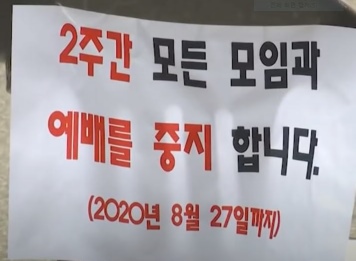 2주간 모든 모임과
예배를 중지 합니다.
(2020년 8월 27일까지)